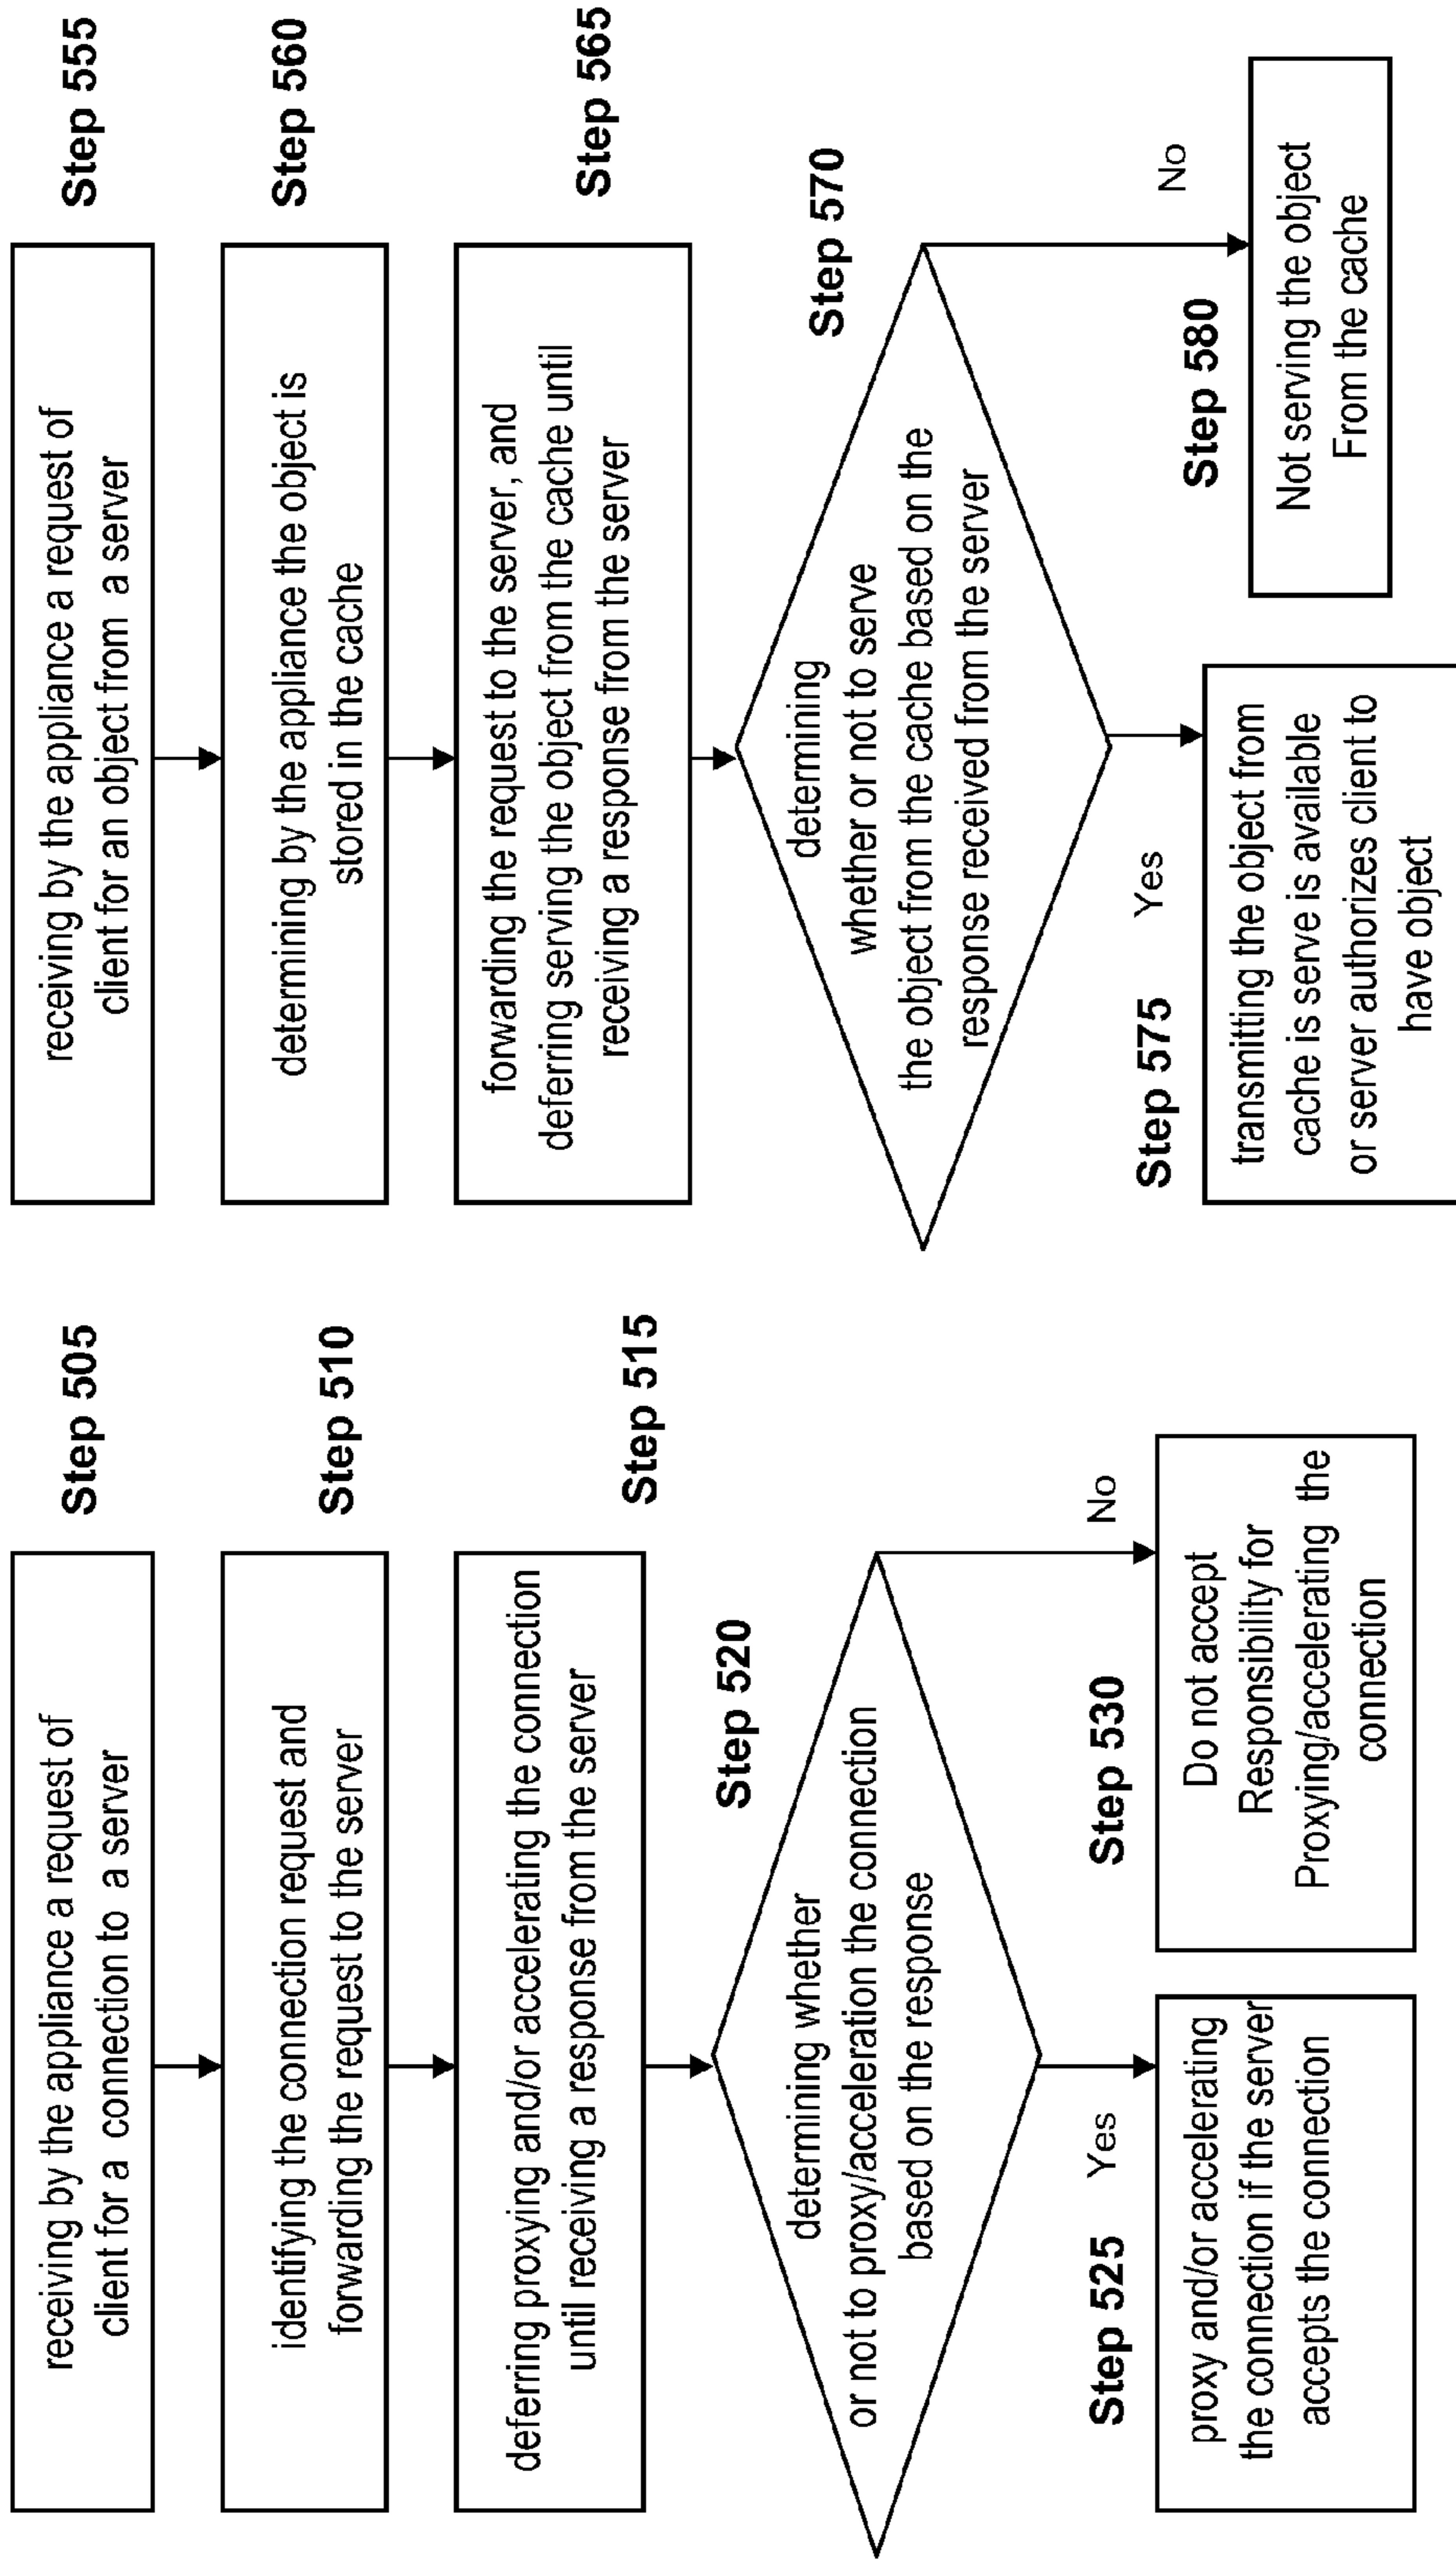 receiving by the appliance a request of
client for a connection to a server
Step 505
identifying the connection request and
forwarding the request to the server
Step 510
deferring proxying and/or accelerating the connection
until receiving a response from the server
Step 515
determining whether
or not to proxy/acceleration the connection
based on the response
Step 520
Step 525
Yes
proxy and/or accelerating
the connection if the server
accepts the connection
Step 530
No
Do not accept
Responsibility for
Proxying/accelerating the
connection
receiving by the appliance a request of
client for an object from a server
Step 555
determining by the appliance the object is
stored in the cache
Step 560
forwarding the request to the server, and
deferring serving the object from the cache until
receiving a response from the server
Step 565
determining
whether or not to serve
the object from the cache based on the
response received from the server
Step 570
Step 575
Yes
transmitting the object from
cache is serve is available
or server authorizes client to
have object
Step 580
No
Not serving the object
From the cache